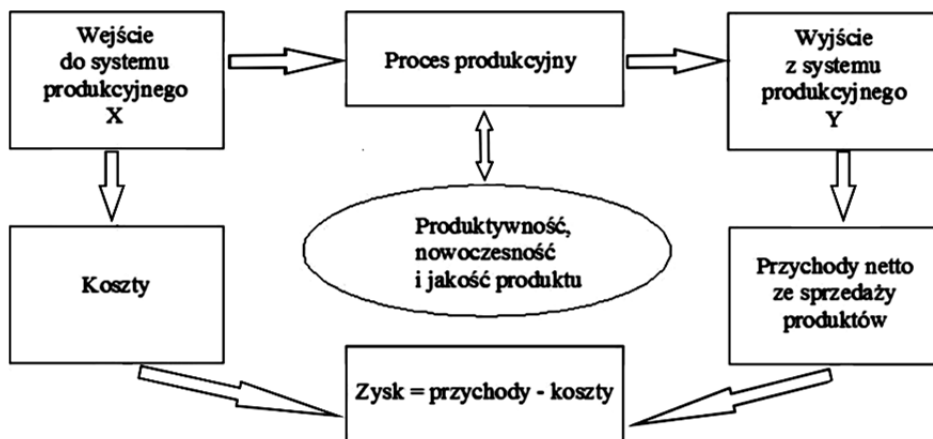 Wejście
do systemu
produkcyjnego
X
Proces produkcyjny
Wyjście
z systemu
produkcyjnego
Y
Koszty
Produktywność,
nowoczesność
i jakość produktu
Przychody netto
ze sprzedaży
produktów
Zysk = przychody - koszty